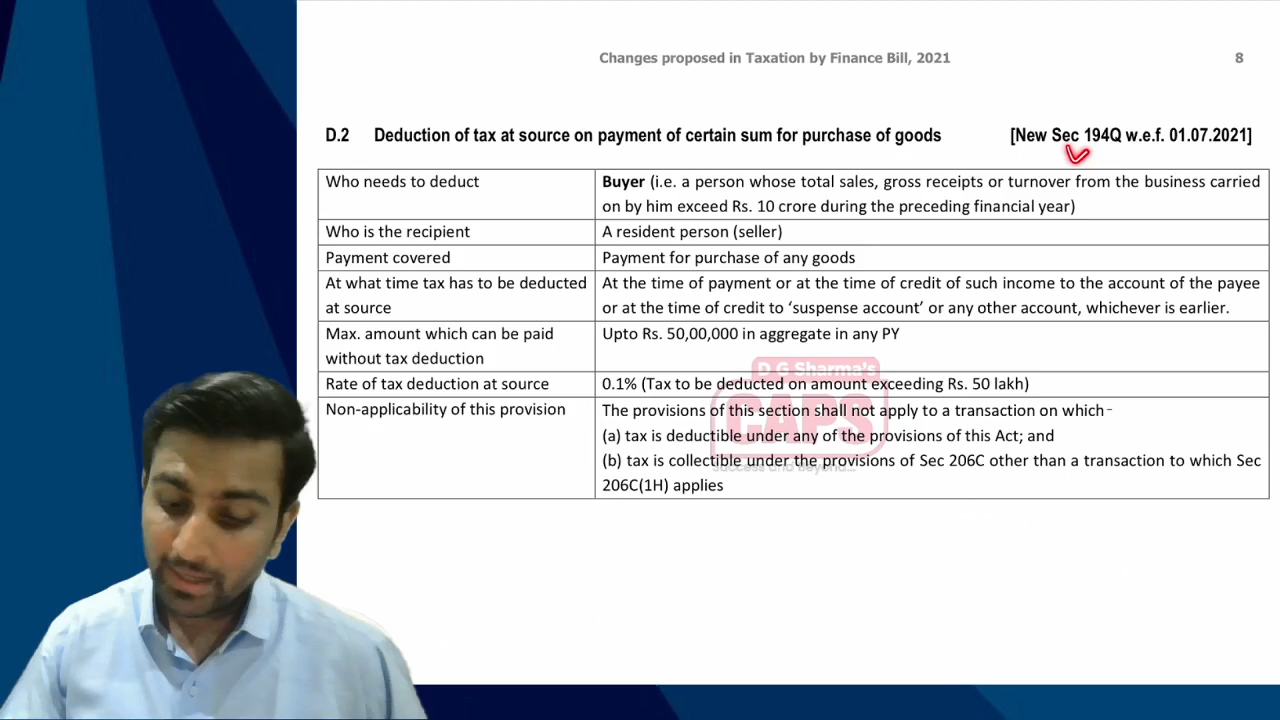 Changes proposed in Taxation by Finance Bill, 2021 8
D.2 Deduction of tax at source on payment of certain sum for purchase of goods [New Sec 194Q w.e.f. 01.07.2021]
Who needs to deduct
Buyer (i.e. a person whose total sales, gross receipts or turnover from the business carried
on by him exceed Rs. 10 crore during the preceding financial year)
Who is the recipient
A resident person (seller)
Payment covered
Payment for purchase of any goods
At what time tax has to be deducted
at source
At the time of payment or at the time of credit of such income to the account of the payee
or at the time of credit to ‘suspense account’ or any other account, whichever is earlier.
Max. amount which can be paid
without tax deduction
Upto Rs. 50,00,000 in aggregate in any PY
Rate of tax deduction at source
0.1% (Tax to be deducted on amount exceeding Rs. 50 lakh)
Non-applicability of this provision
The provisions of this section shall not apply to a transaction on which–
(a) tax is deductible under any of the provisions of this Act; and
(b) tax is collectible under the provisions of Sec 206C other than a transaction to which Sec
206C(1H) applies
D G Sharma's
CAPS
success and beyond...